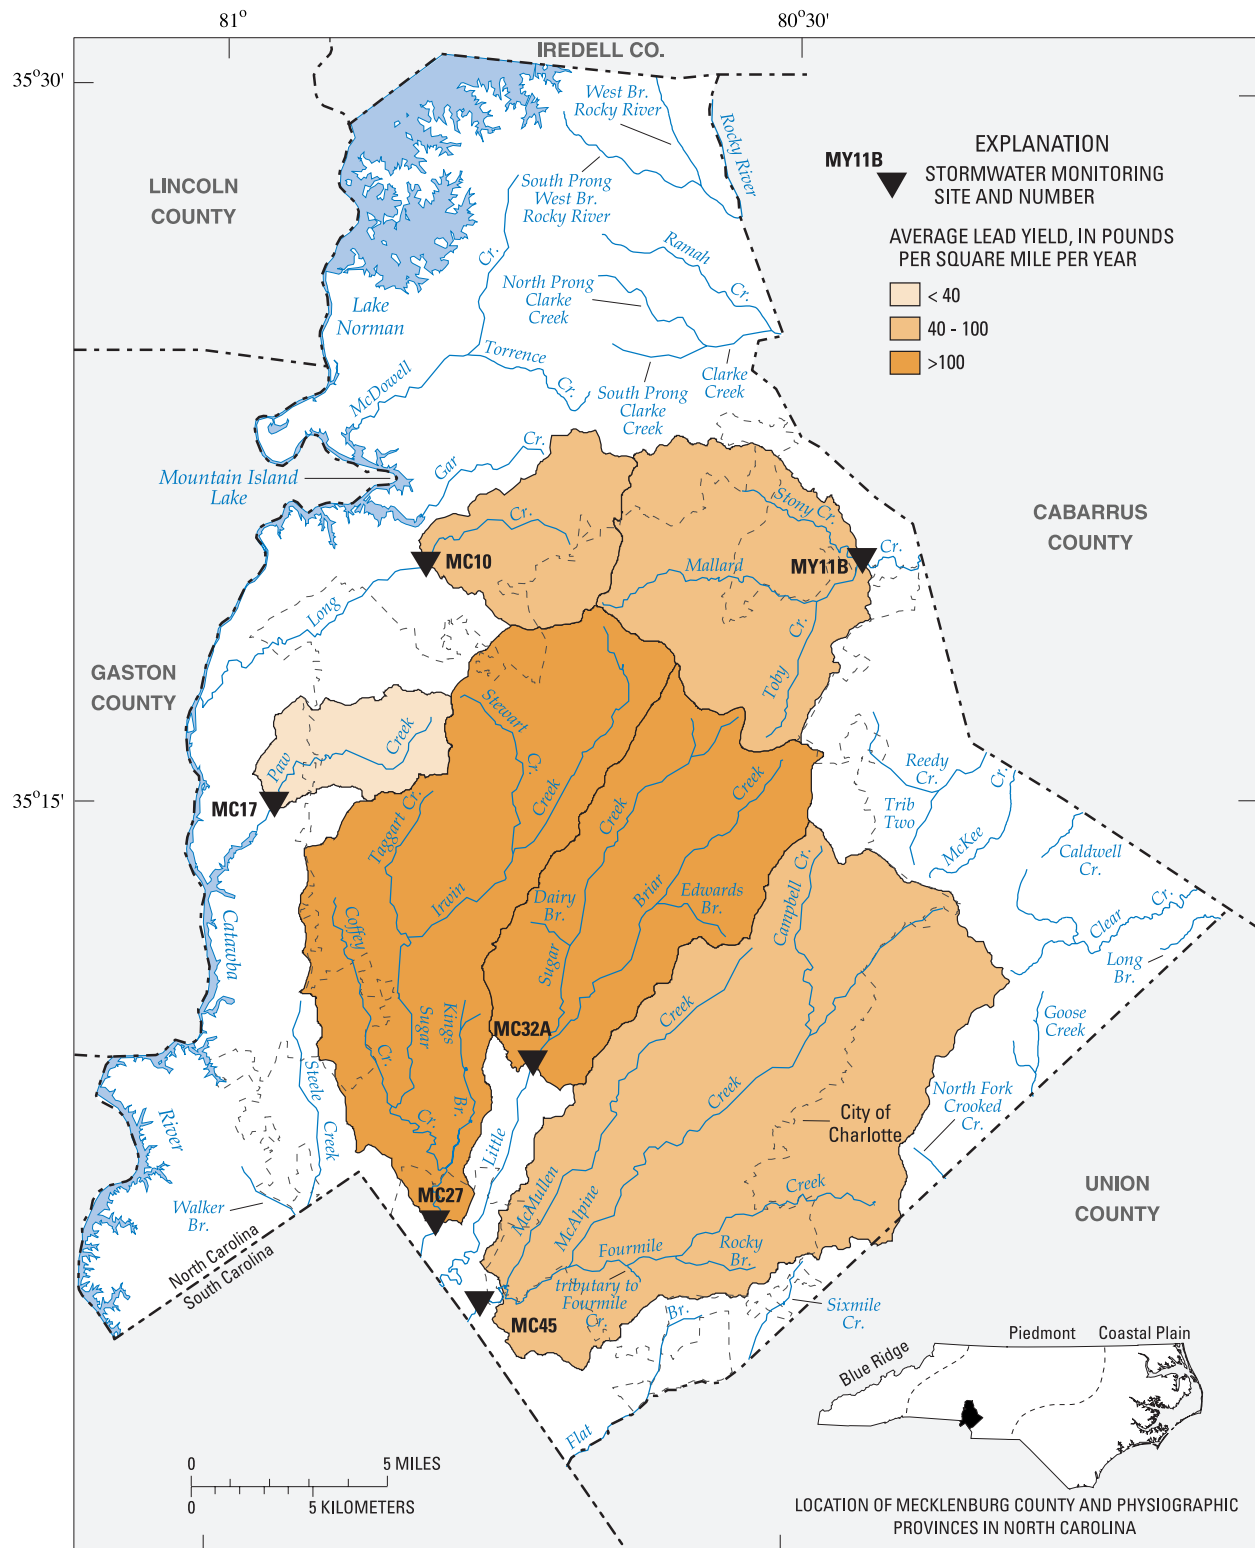 81°
80°30'
35°30'
IREDELL CO.
West Br.
Rocky River
Rocky River
MY11B
EXPLANATION
STORMWATER MONITORING
SITE AND NUMBER
LINCOLN
COUNTY
South Prong
West Br.
Rocky River
AVERAGE LEAD YIELD, IN POUNDS
PER SQUARE MILE PER YEAR
< 40
40 - 100
>100
Cr.
Ramah
Cr.
North Prong
Clarke
Creek
Lake
Norman
Torrence
Cr.
McDowell
South Prong
Clarke
Creek
Clarke
Creek
Mountain Island
Lake
Gar
Cr.
Stony Cr.
CABARRUS
COUNTY
Cr.
MC10
Mallard
MY11B
Cr.
Long
Cr.
Toby
GASTON
COUNTY
Stewart
Cr.
Creek
Paw
Creek
Reedy
Cr.
Trib
Two
Cr.
McKee
35°15'
MC17
Taggart Cr.
Creek
Creek
Caldwell
Cr.
Irwin
Dairy
Br.
Briar
Edwards
Br.
Campbell
Cr.
Clear
Cr.
Long
Br.
Coffey
Cr.
Catawba
Sugar
Sugar
Cr.
Kings
Br.
Creek
MC32A
Goose
Creek
Steele
Creek
Creek
City of
Charlotte
North Fork
Crooked
Cr.
River
Little
Walker
Br.
MC27
McMullen
McAlpine
Creek
UNION
COUNTY
North Carolina
South Carolina
Fourmile
Rocky
Br.
tributary to
Fourmile
Cr.
MC45
Br.
Sixmile
Cr.
Flat
Blue Ridge
Piedmont
Coastal Plain
0
5 MILES
0
5 KILOMETERS
LOCATION OF MECKLENBURG COUNTY AND PHYSIOGRAPHIC
PROVINCES IN NORTH CAROLINA